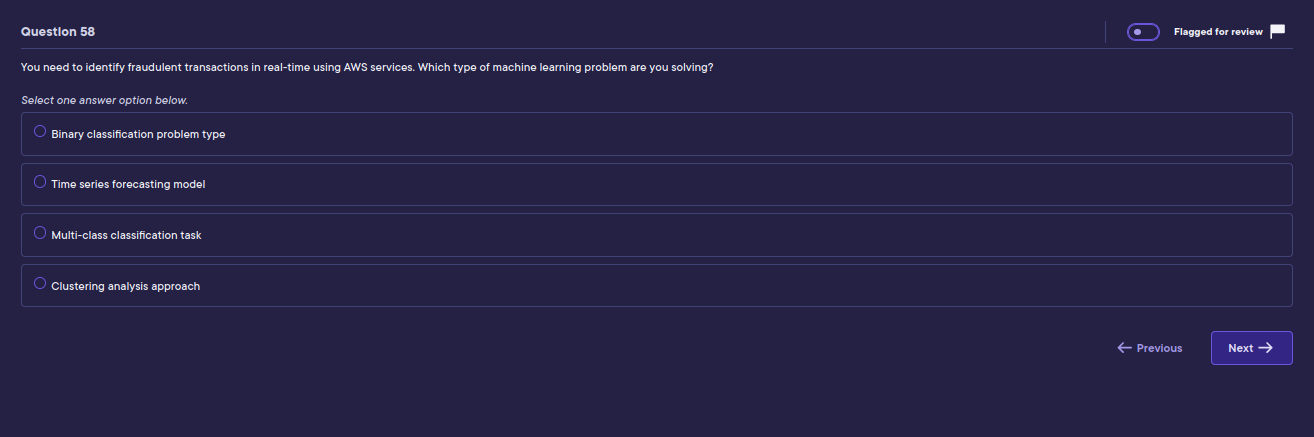 Question 58
Flagged for review
You need to identify fraudulent transactions in real-time using AWS services. Which type of machine learning problem are you solving?
Select one answer option below.
Binary classification problem type
Time series forecasting model
Multi-class classification task
Clustering analysis approach
Previous
Next